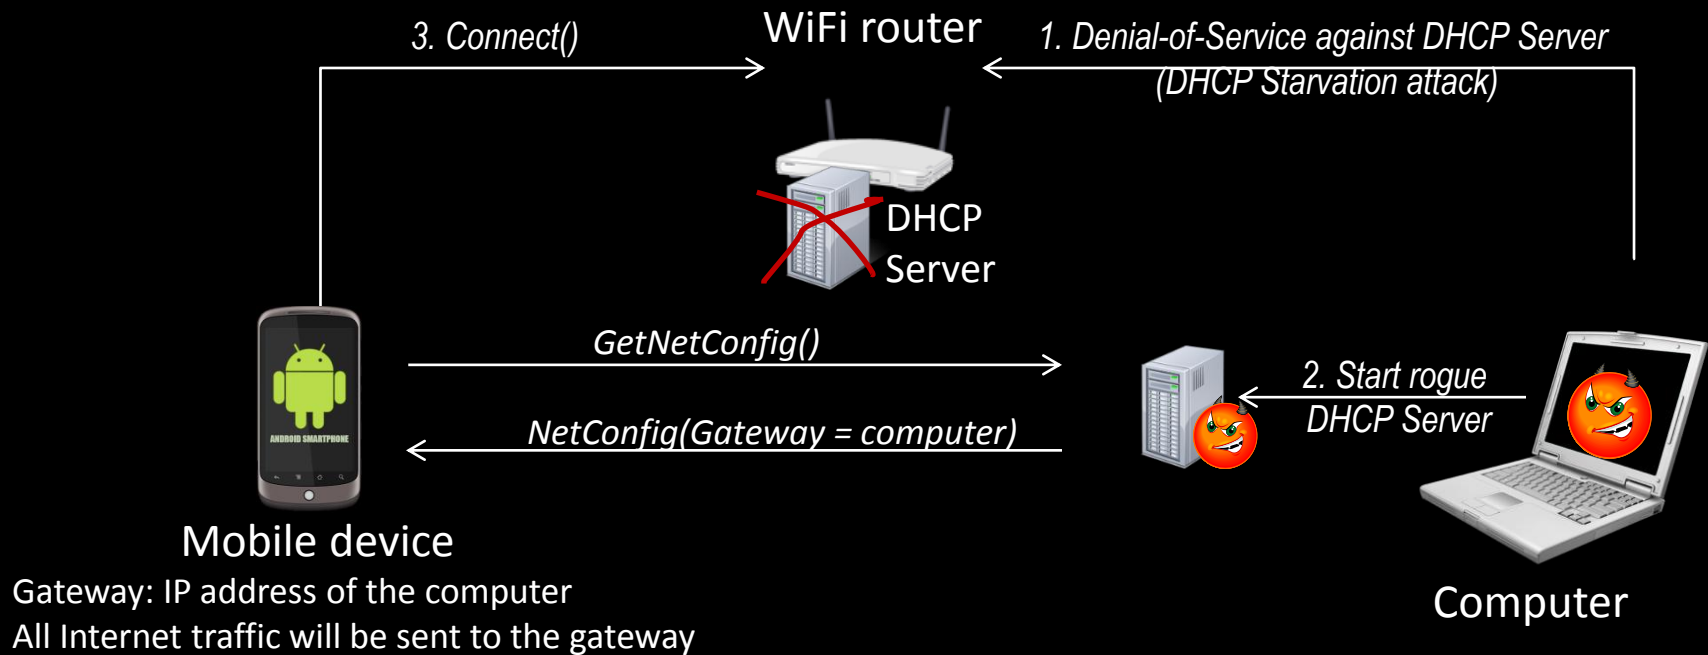 3. Connect()
WiFi router
1. Denial-of-Service against DHCP Server
(DHCP Starvation attack)
DHCP
Server
GetNetConfig()
NetConfig(Gateway = computer)
2. Start rogue
DHCP Server
ANDROID SMARTPHONE
Mobile device
Gateway: IP address of the computer
All Internet traffic will be sent to the gateway
Computer